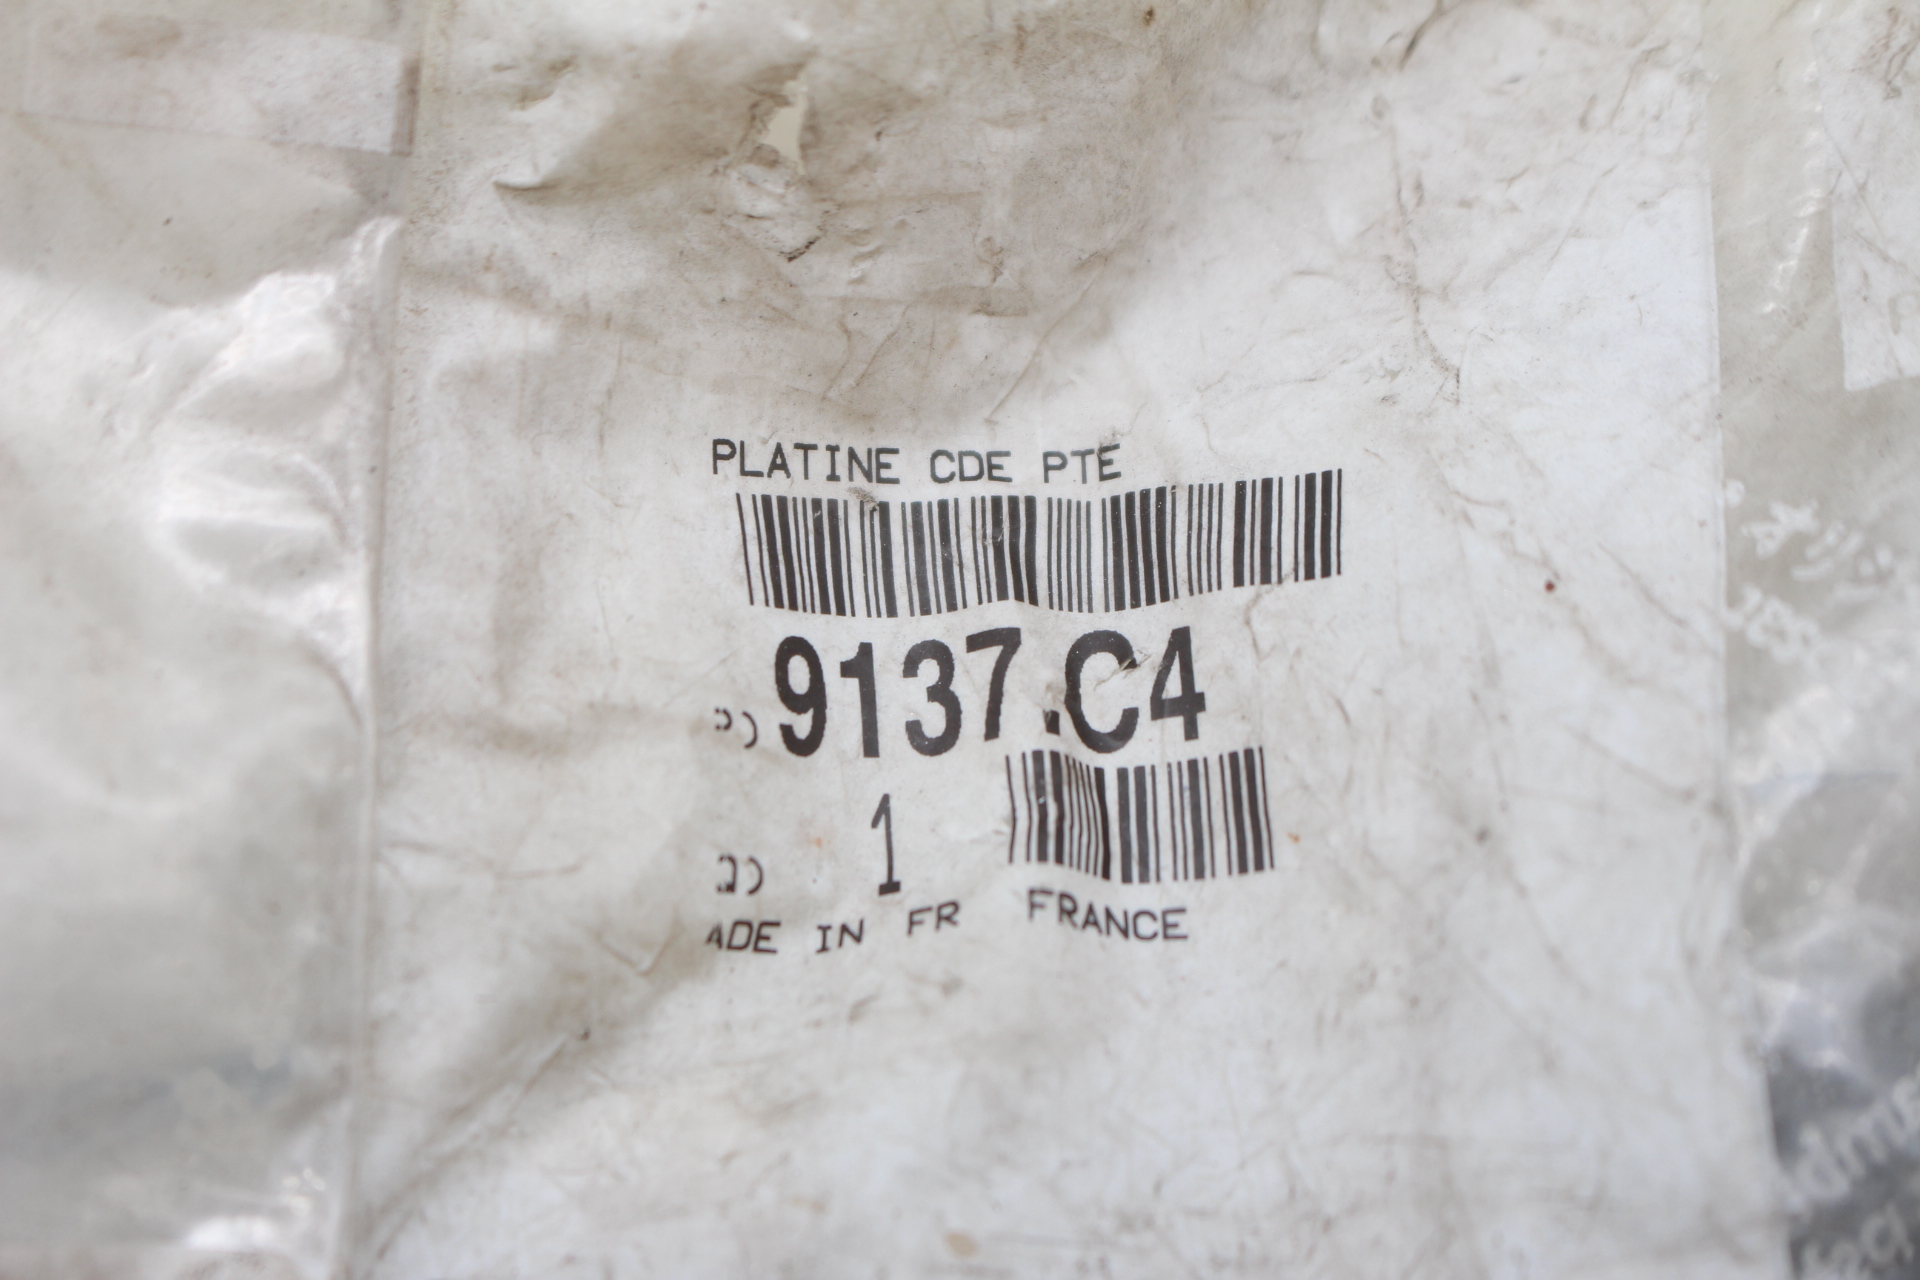 PLATINE CDE PTE
9137.C4
1
ADE IN FR FRANCE